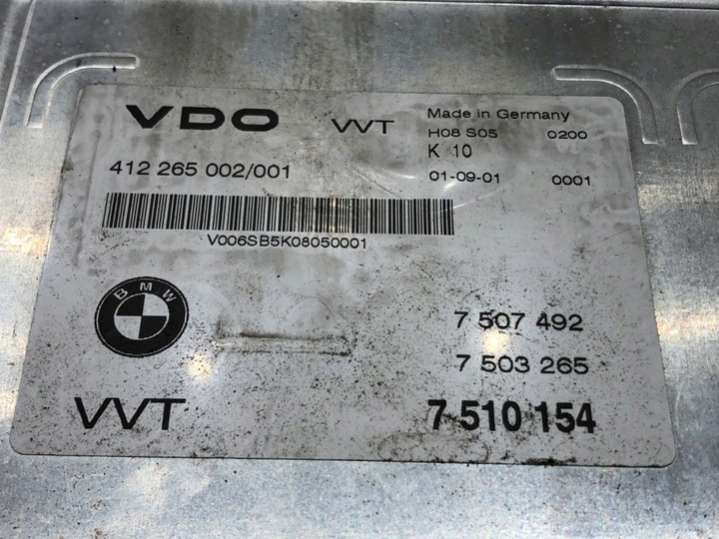 VDO VVT Made in Germany
H08 S05 0200
K 10
412 265 002/001 01-09-01 0001
V006SB5K08050001
BMW
7 507 492
7 503 265
VVT 7 510 154